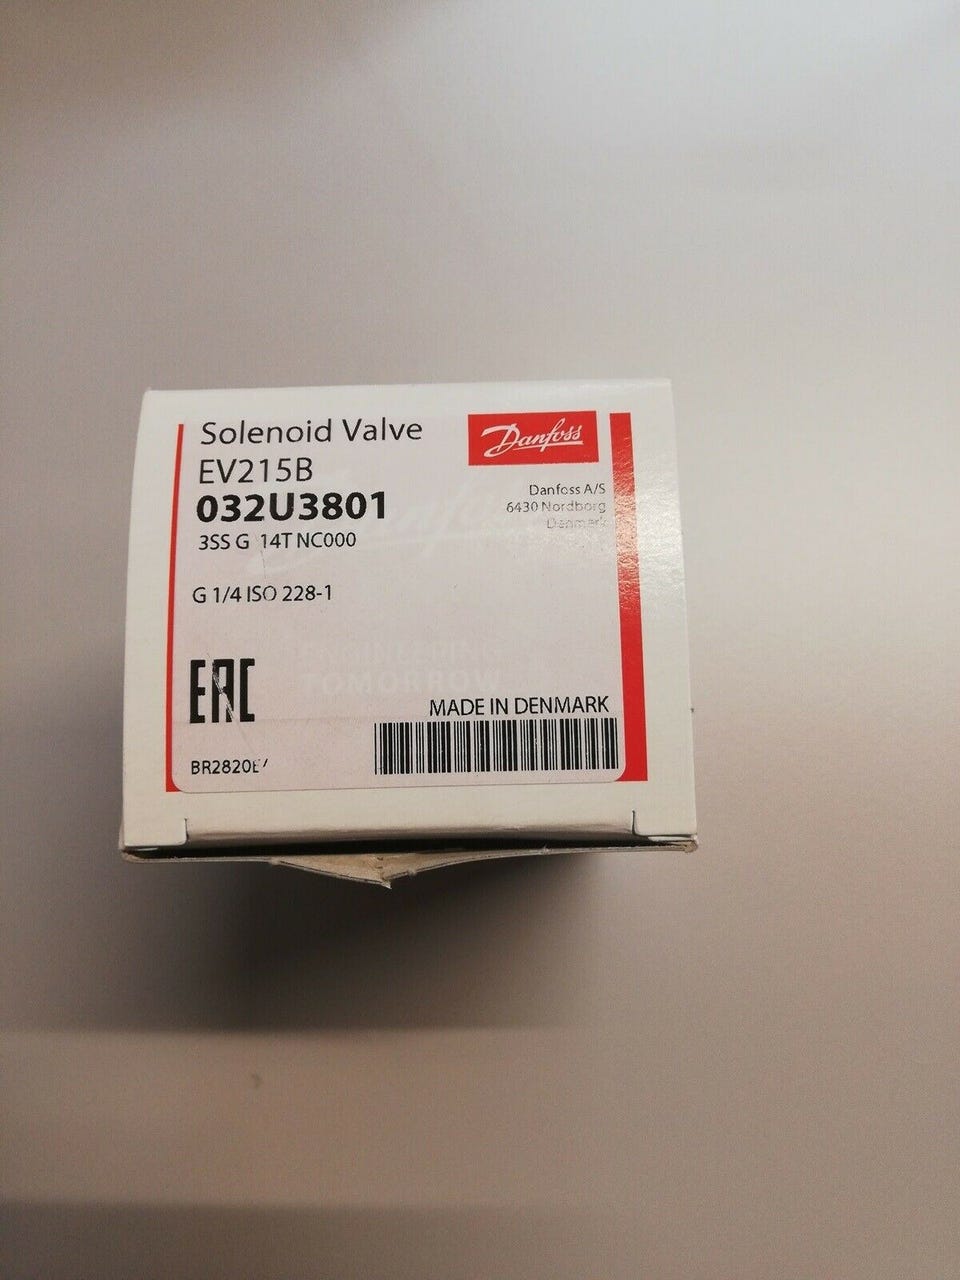 Solenoid Valve
EV215B
032U3801
3SS G 14T NC000
G 1/4 ISO 228-1
Danfoss
Danfoss A/S
6430 Nordborg
Denmark
ENGINEERING
TOMORROW
EAC
MADE IN DENMARK